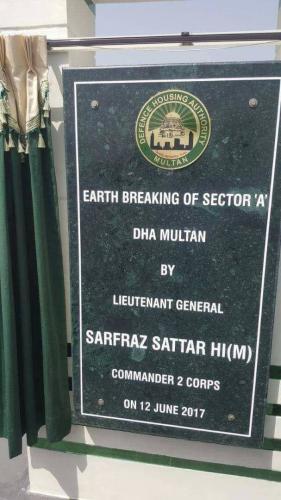 DEFENCE HOUSING AUTHORITY
MULTAN
EARTH BREAKING OF SECTOR 'A'
DHA MULTAN
BY
LIEUTENANT GENERAL
SARFRAZ SATTAR HI(M)
COMMANDER 2 CORPS
ON 12 JUNE 2017